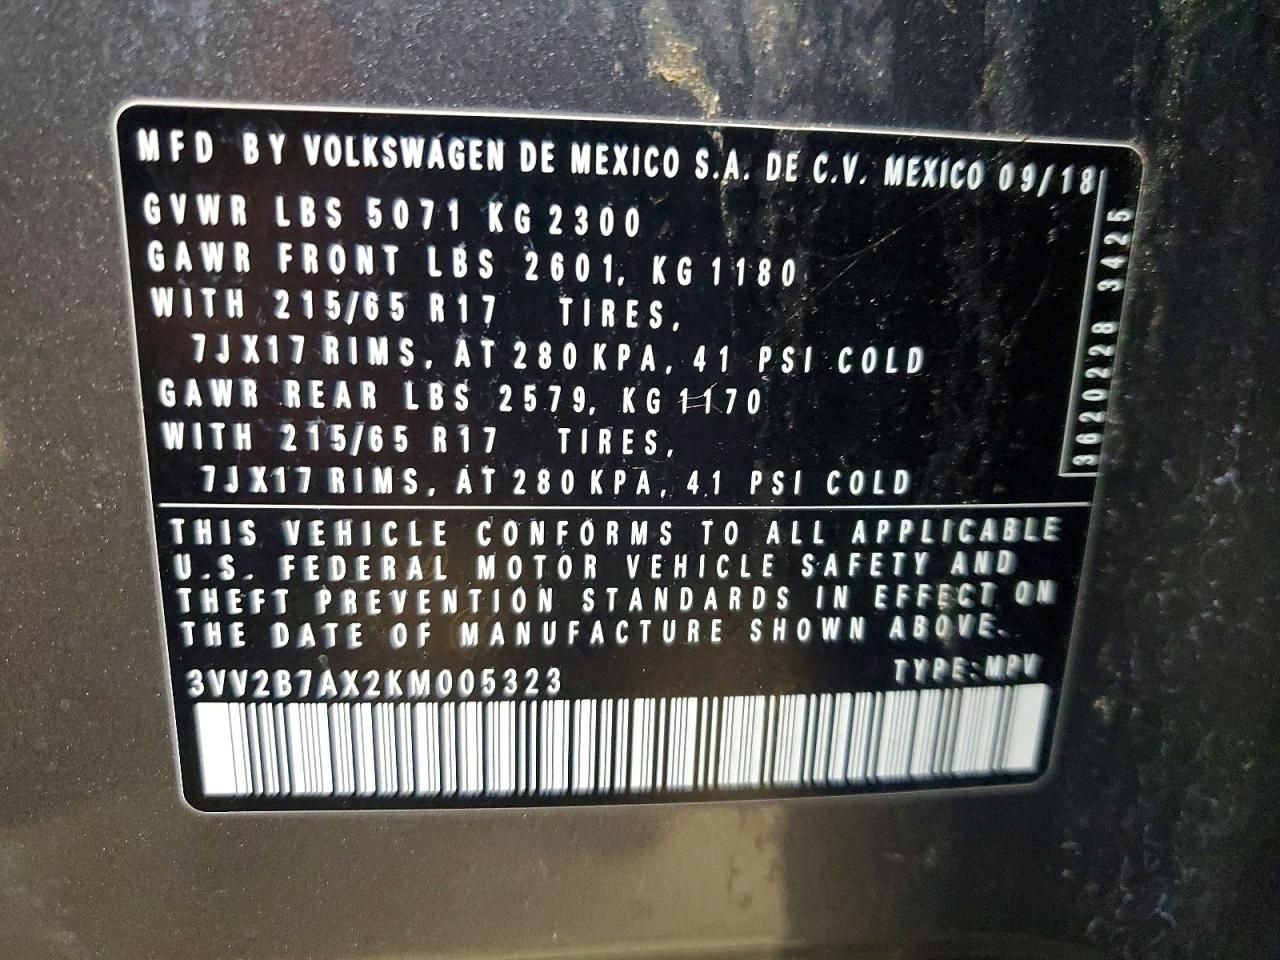 MFD BY VOLKSWAGEN DE MEXICO S.A. DE C.V. MEXICO 09/18
GVWR LBS 5071 KG 2300
GAWR FRONT LBS 2601, KG 1180
WITH 215/65 R17 TIRES,
7JX17 RIMS, AT 280 KPA, 41 PSI COLD
GAWR REAR LBS 2579, KG 1170
WITH 215/65 R17 TIRES,
7JX17 RIMS, AT 280 KPA, 41 PSI COLD
3620228 3425
THIS VEHICLE CONFORMS TO ALL APPLICABLE
U.S. FEDERAL MOTOR VEHICLE SAFETY AND
THEFT PREVENTION STANDARDS IN EFFECT ON
THE DATE OF MANUFACTURE SHOWN ABOVE.
3VV2B7AX2KM005323 TYPE:MPV